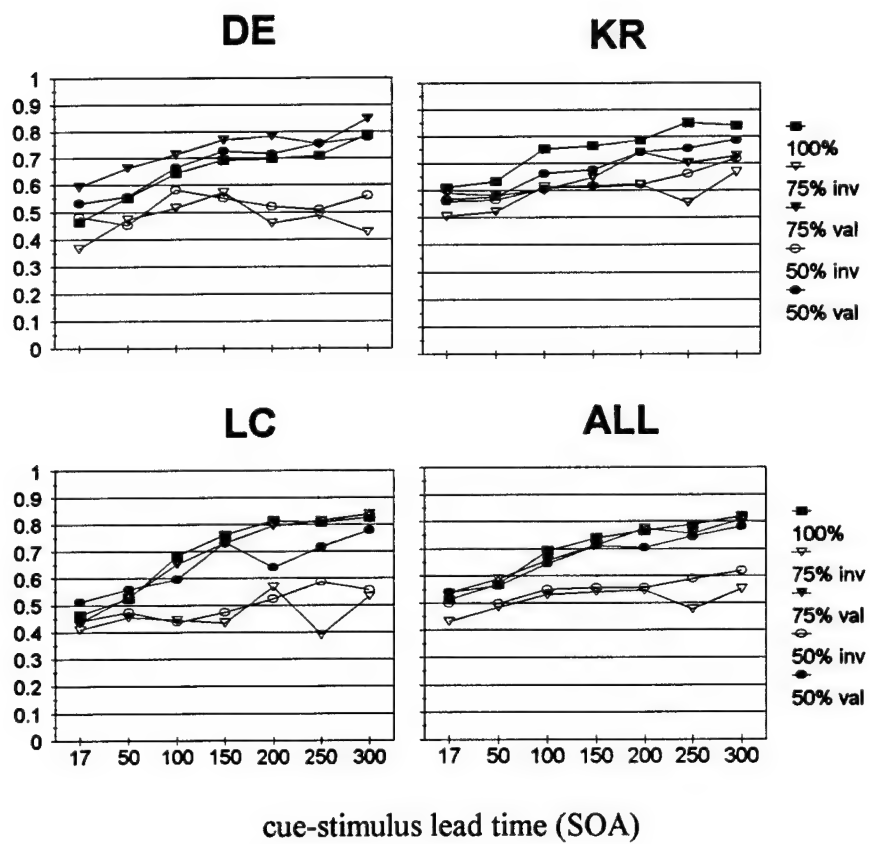 DE
KR
1
0.9
0.8
0.7
0.6
0.5
0.4
0.3
0.2
0.1
0
100%
75% inv
75% val
50% inv
50% val
LC
ALL
1
0.9
0.8
0.7
0.6
0.5
0.4
0.3
0.2
0.1
0
17 50 100 150 200 250 300
17 50 100 150 200 250 300
100%
75% inv
75% val
50% inv
50% val
cue-stimulus lead time (SOA)